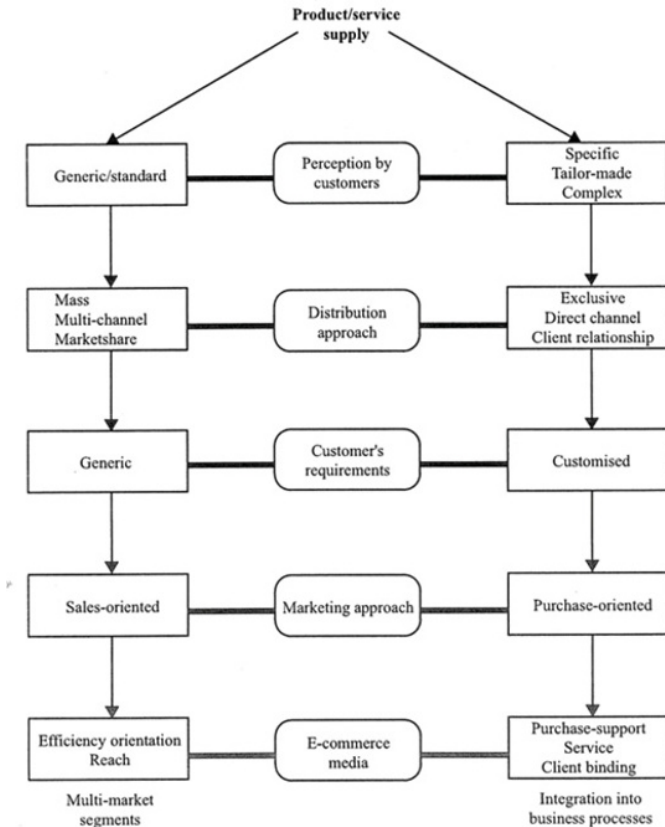 Product/service
supply
Generic/standard
Perception by
customers
Specific
Tailor-made
Complex
Mass
Multi-channel
Marketshare
Distribution
approach
Exclusive
Direct channel
Client relationship
Generic
Customer's
requirements
Customised
Sales-oriented
Marketing approach
Purchase-oriented
Efficiency orientation
Reach
E-commerce
media
Purchase-support
Service
Client binding
Multi-market
segments
Integration into
business processes